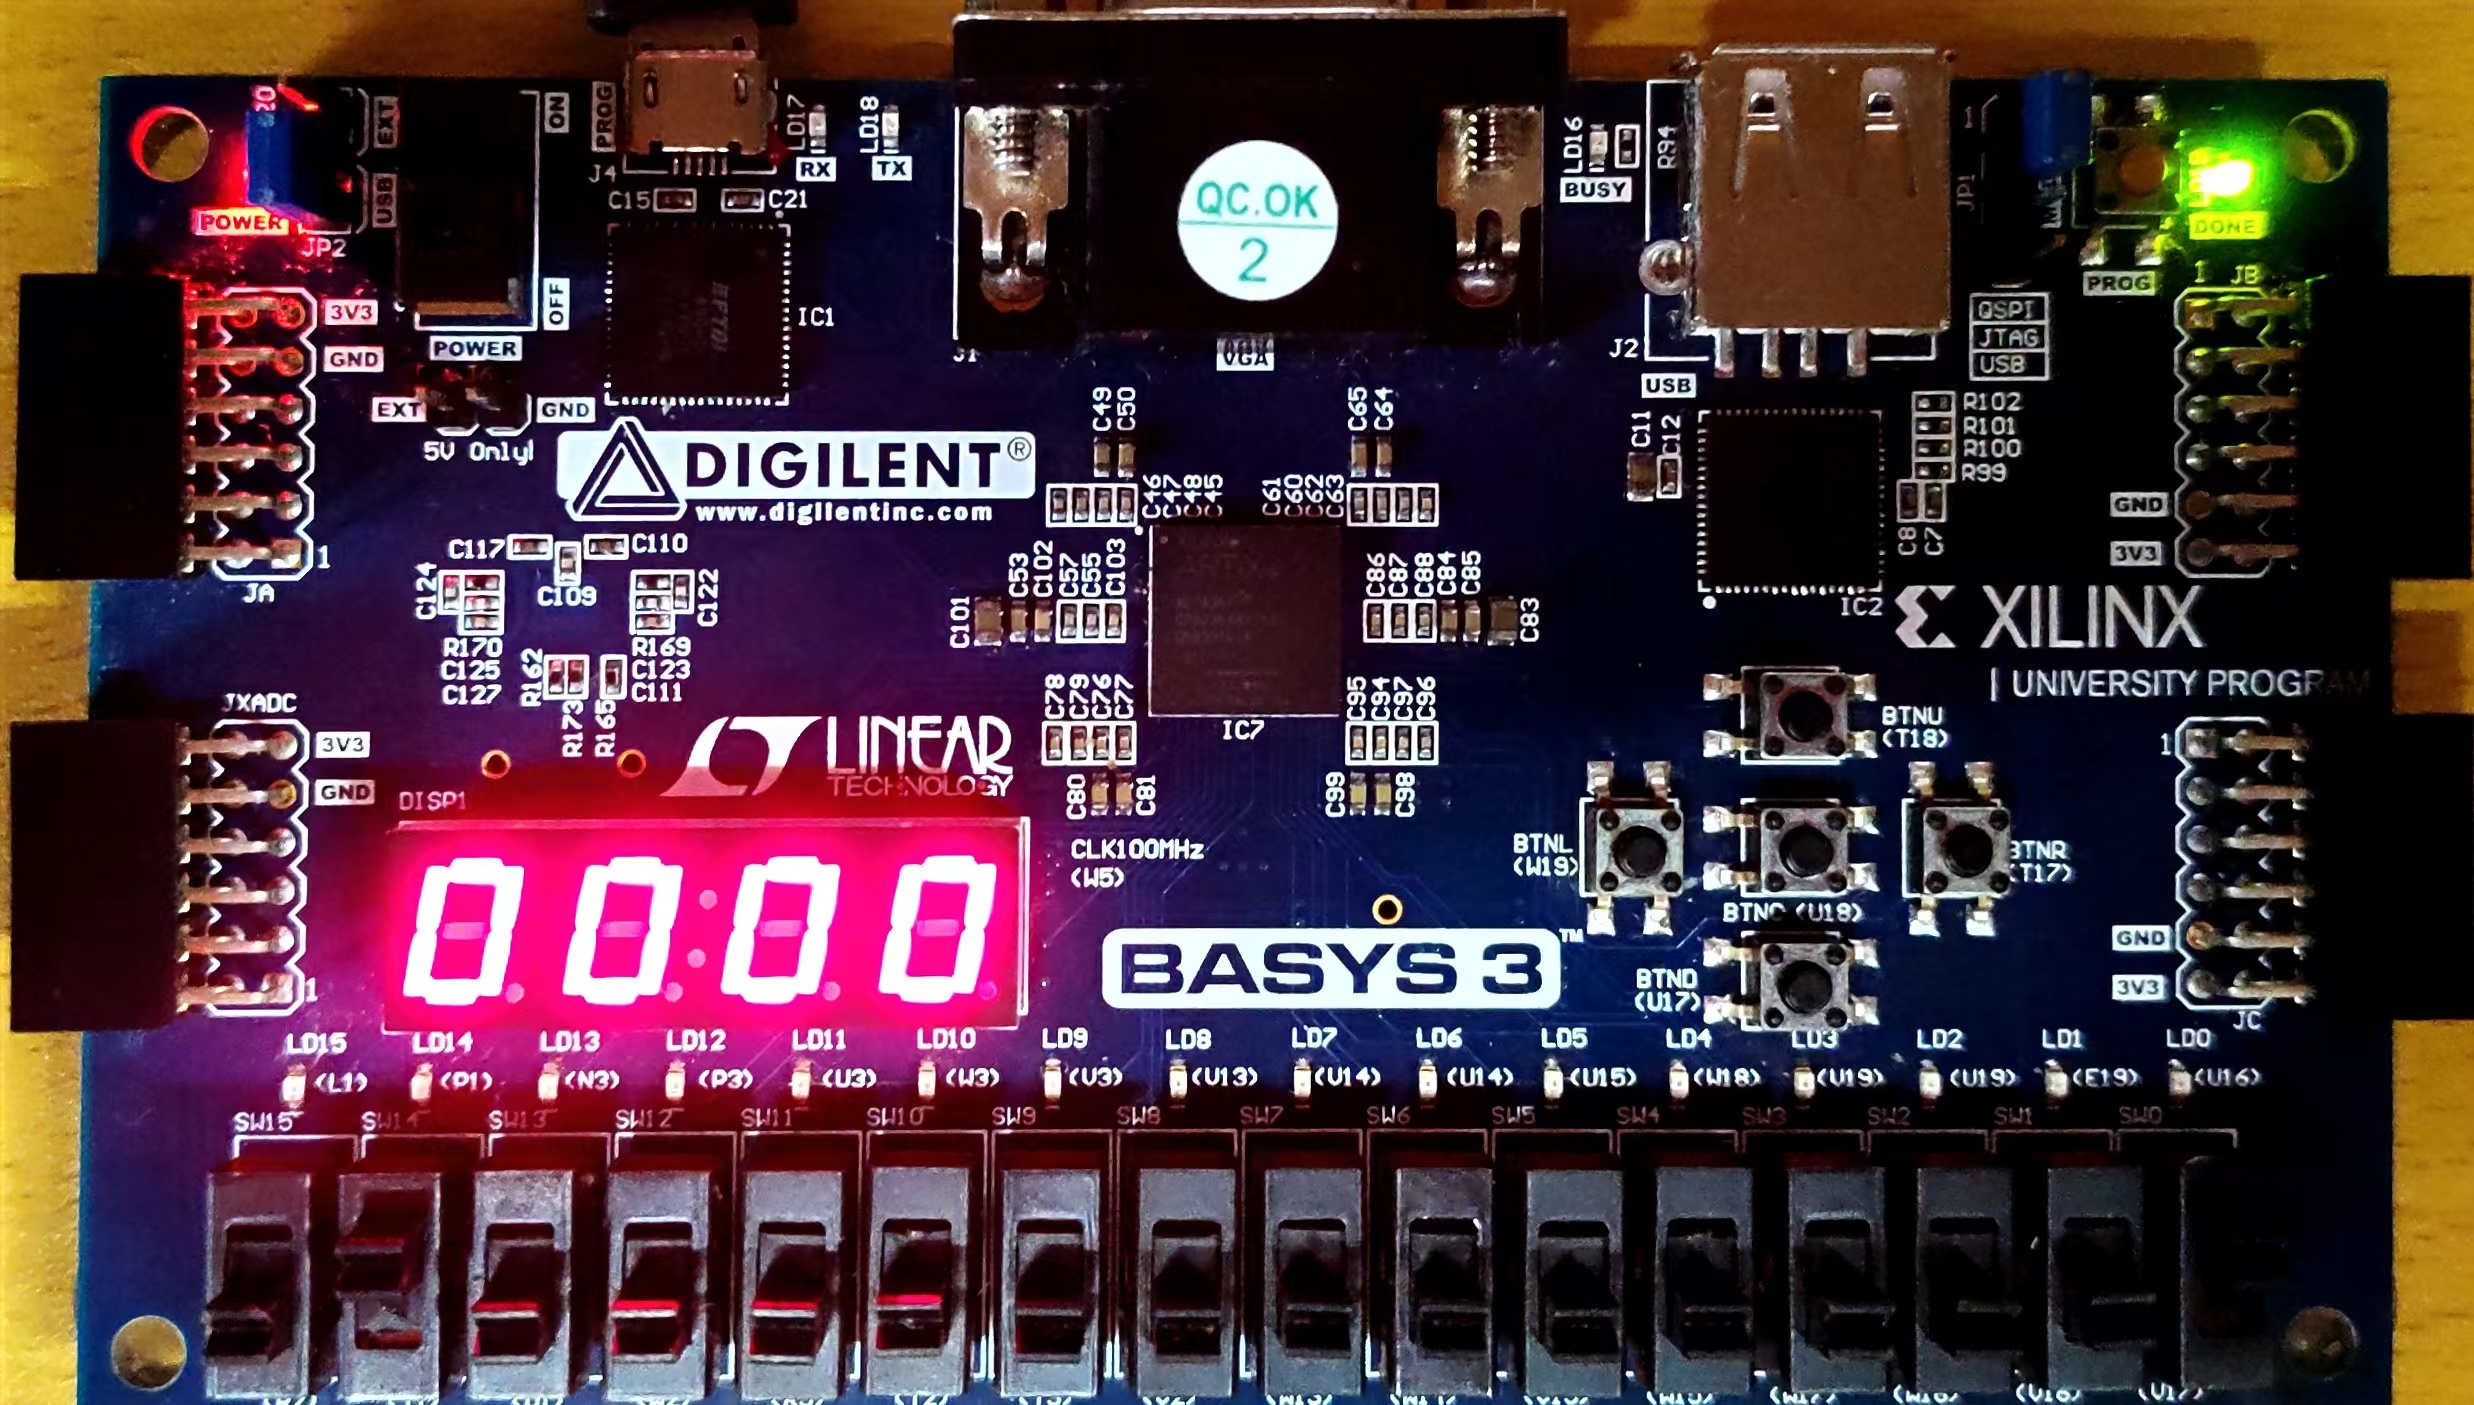 EXT
ON
PROG
LD17
LD18
LD16
R94
1
J4
RX
TX
BUSY
JP1
USB
C15
C21
QC.OK
2
POWER
JP2
DONE
PROG
1
JB
3V3
OFF
IC1
QSPI
GND
POWER
J1
VGA
J2
JTAG
USB
USB
EXT
GND
C49
C50
C65
C64
R102
C11
C12
R101
5V Only!
DIGILENT®
R100
R99
www.digilentinc.com
C46
C47
C48
C45
C61
C60
C62
C63
C8
C7
GND
C117
C110
3V3
1
C124
C109
C122
C53
C102
C57
C55
C103
C86
C87
C88
C84
C85
JA
C101
C83
IC2
XILINX
R170
R169
C125
R162
C123
C127
C111
UNIVERSITY PROGRAM
JXADC
R173
R165
C78
C79
C76
C77
IC7
C95
C94
C97
C96
3V3
LINEAR
TECHNOLOGY
BTNU
(T18)
1
GND
DISP1
C80
C81
C99
C98
CLK100MHz
(W5)
BTNL
(W19)
BTNR
(T17)
0000
BTNC (U18)
BASYS 3™
GND
BTND
(U17)
3V3
1
JC
LD15
LD14
LD13
LD12
LD11
LD10
LD9
LD8
LD7
LD6
LD5
LD4
LD3
LD2
LD1
LD0
(L1)
(P1)
(N3)
(P3)
(U3)
(W3)
(V3)
(V13)
(V14)
(U14)
(U15)
(W18)
(V19)
(U19)
(E19)
(U16)
SW15
SW14
SW13
SW12
SW11
SW10
SW9
SW8
SW7
SW6
SW5
SW4
SW3
SW2
SW1
SW0